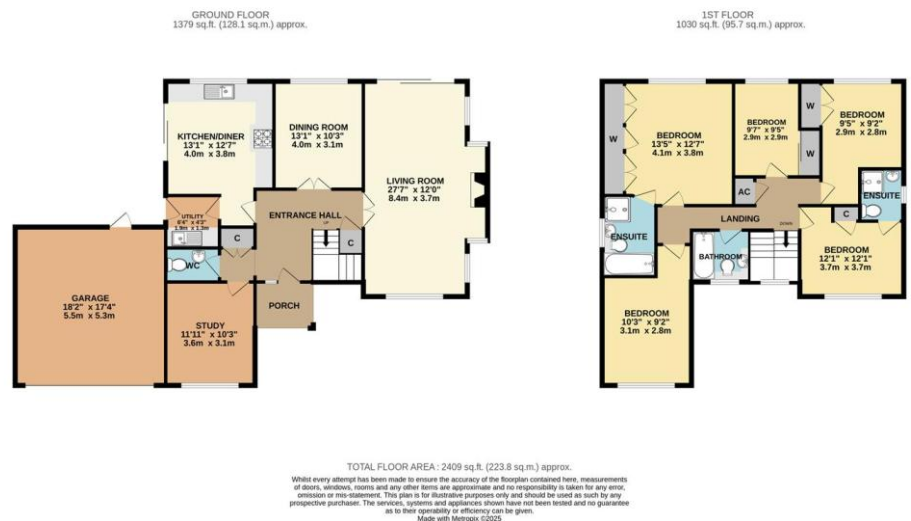 GROUND FLOOR
1379 sq.ft. (128.1 sq.m.) approx.
KITCHEN/DINER
13'1" x 12'7"
4.0m x 3.8m
DINING ROOM
13'1" x 10'3"
4.0m x 3.1m
LIVING ROOM
27'7" x 12'0"
8.4m x 3.7m
UTILITY
6'4" x 4'3"
1.9m x 1.3m
ENTRANCE HALL
UP
C
C
WC
GARAGE
18'2" x 17'4"
5.5m x 5.3m
STUDY
11'11" x 10'3"
3.6m x 3.1m
PORCH
1ST FLOOR
1030 sq.ft. (95.7 sq.m.) approx.
W
BEDROOM
13'5" x 12'7"
4.1m x 3.8m
BEDROOM
9'7" x 9'5"
2.9m x 2.9m
W
W
BEDROOM
9'5" x 9'2"
2.9m x 2.8m
AC
ENSUITE
LANDING
DOWN
C
ENSUITE
BATHROOM
BEDROOM
12'1" x 12'1"
3.7m x 3.7m
BEDROOM
10'3" x 9'2"
3.1m x 2.8m
TOTAL FLOOR AREA : 2409 sq.ft. (223.8 sq.m.) approx.
Whilst every attempt has been made to ensure the accuracy of the floorplan contained here, measurements
of doors, windows, rooms and any other items are approximate and no responsibility is taken for any error,
omission or mis-statement. This plan is for illustrative purposes only and should be used as such by any
prospective purchaser. The services, systems and appliances shown have not been tested and no guarantee
as to their operability or efficiency can be given.
Made with Metropix ©2025